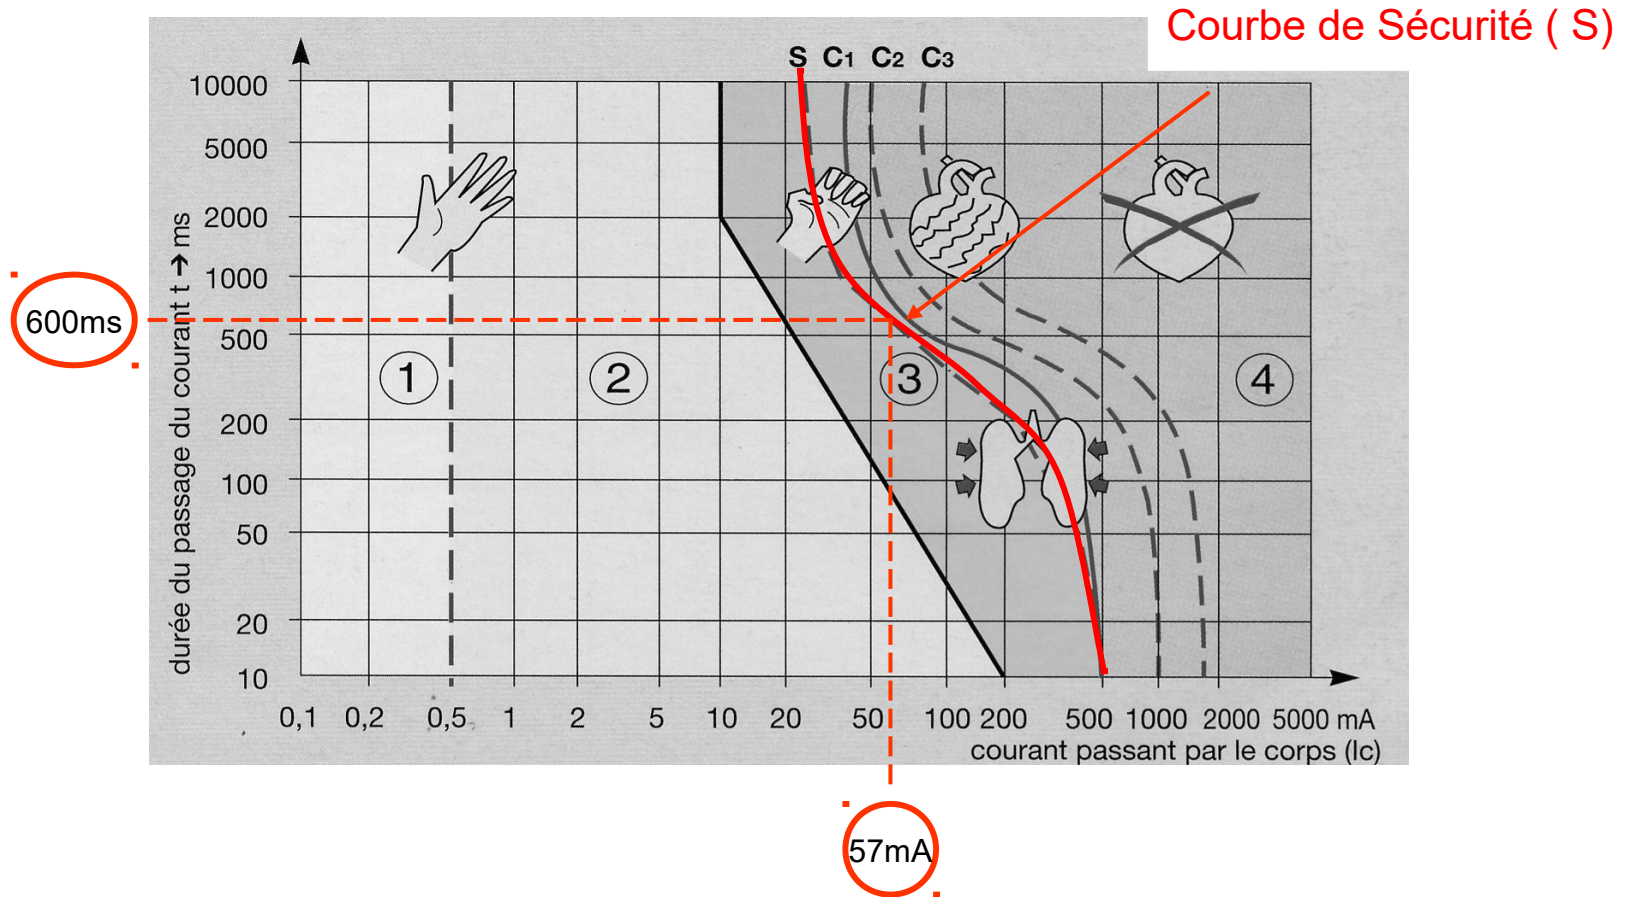 Courbe de Sécurité ( S)
S C1 C2 C3
10000
5000
2000
1000
500
200
100
50
20
10
durée du passage du courant t → ms
600ms
1 2 3 4
0,1 0,2 0,5 1 2 5 10 20 50 100 200 500 1000 2000 5000 mA
courant passant par le corps (Ic)
57mA